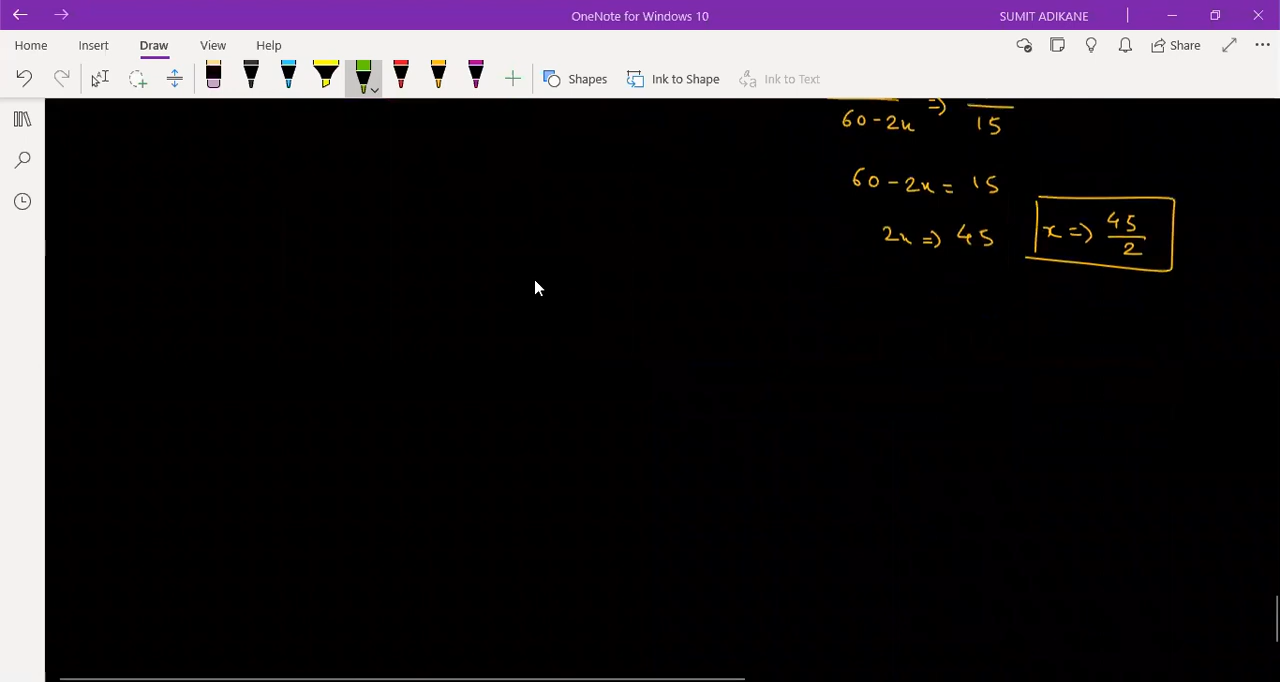 OneNote for Windows 10
SUMIT ADIKANE
Home Insert Draw View Help
Share
Shapes Ink to Shape Ink to Text
60-2x => 15
60-2x = 15
2x => 45
x => 45/2